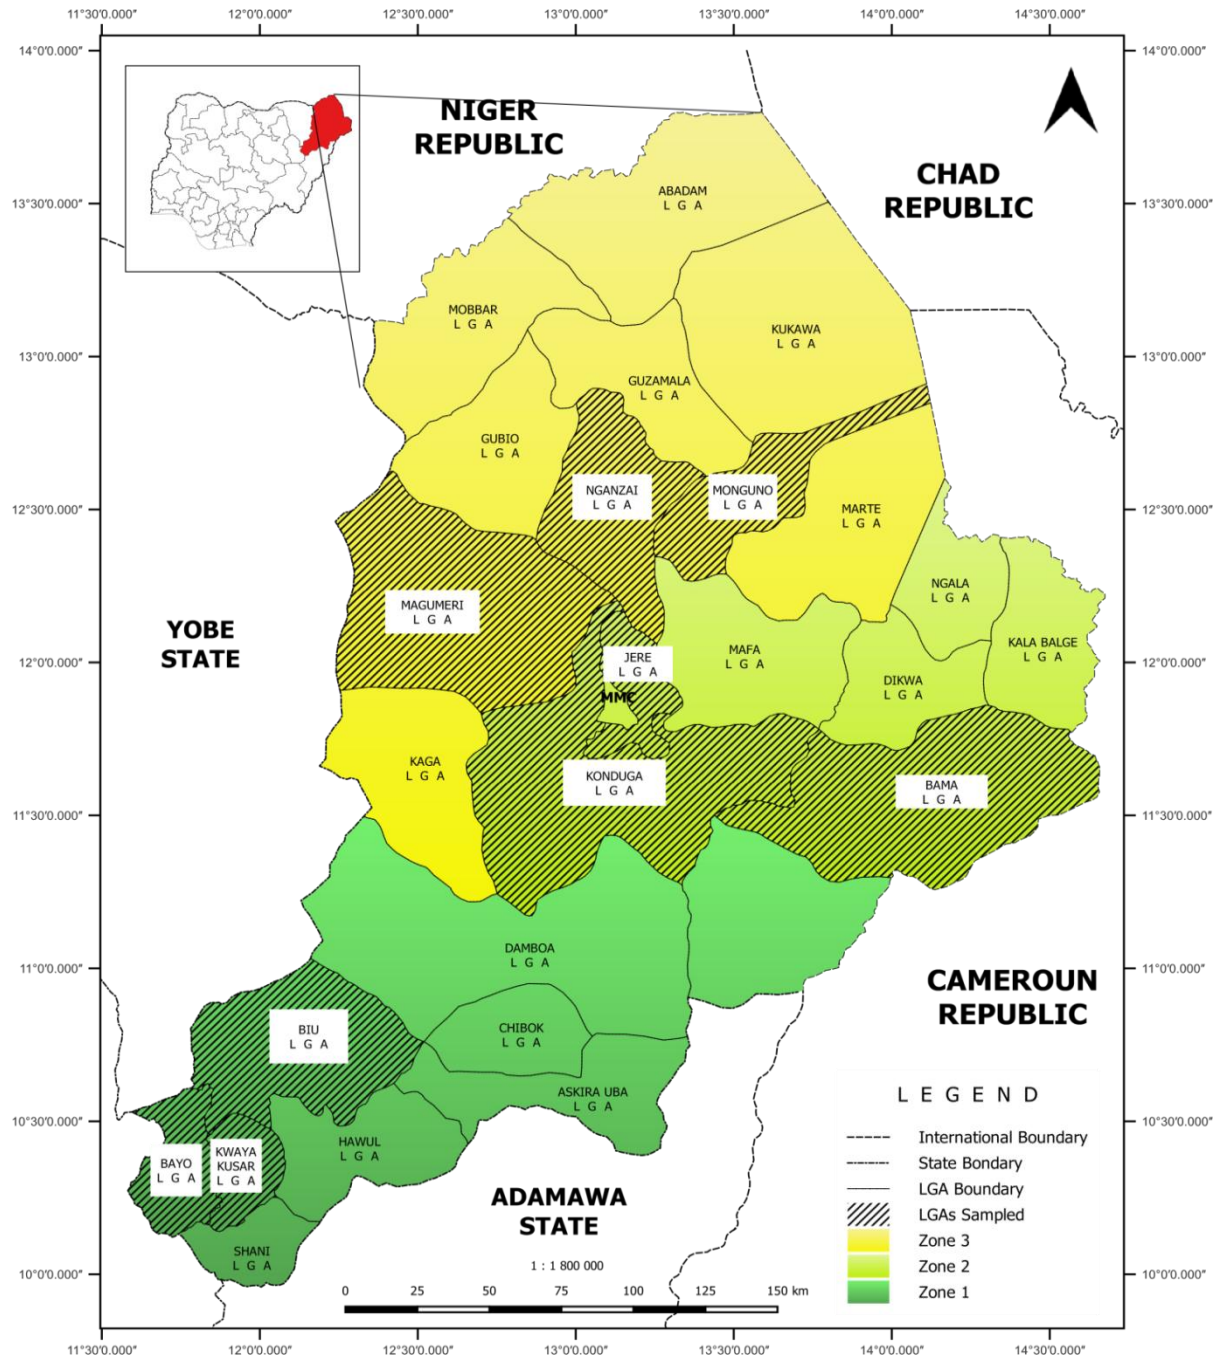 11°30'0.000" 12°0'0.000" 12°30'0.000" 13°0'0.000" 13°30'0.000" 14°0'0.000" 14°30'0.000"
14°0'0.000" 14°0'0.000"
NIGER
REPUBLIC
CHAD
REPUBLIC
ABADAM
L G A
13°30'0.000" 13°30'0.000"
MOBBAR
L G A
KUKAWA
L G A
13°0'0.000" 13°0'0.000"
GUZAMALA
L G A
GUBIO
L G A
NGANZAI
L G A
MONGUNO
L G A
MARTE
L G A
12°30'0.000" 12°30'0.000"
NGALA
L G A
MAGUMERI
L G A
YOBE
STATE
JERE
L G A
MAFA
L G A
KALA BALGE
L G A
12°0'0.000" 12°0'0.000"
DIKWA
L G A
MMC
KAGA
L G A
KONDUGA
L G A
BAMA
L G A
11°30'0.000" 11°30'0.000"
DAMBOA
L G A
11°0'0.000" 11°0'0.000"
CAMEROUN
REPUBLIC
BIU
L G A
CHIBOK
L G A
ASKIRA UBA
L G A
10°30'0.000" 10°30'0.000"
HAWUL
L G A
BAYO
L G A
KWAYA
KUSAR
L G A
ADAMAWA
STATE
SHANI
L G A
10°0'0.000" 10°0'0.000"
1 : 1 800 000
0 25 50 75 100 125 150 km
L E G E N D
International Boundary
State Bondary
LGA Boundary
LGAs Sampled
Zone 3
Zone 2
Zone 1
11°30'0.000" 12°0'0.000" 12°30'0.000" 13°0'0.000" 13°30'0.000" 14°0'0.000" 14°30'0.000"